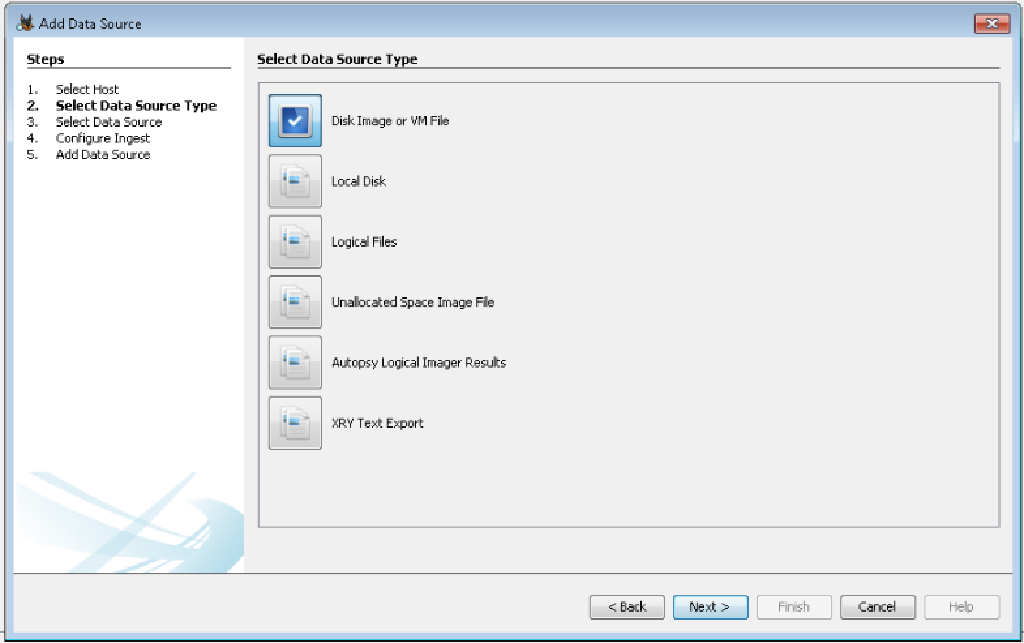 Add Data Source
Steps
1. Select Host
2. Select Data Source Type
3. Select Data Source
4. Configure Ingest
5. Add Data Source
Select Data Source Type
Disk Image or VM File
Local Disk
Logical Files
Unallocated Space Image File
Autopsy Logical Imager Results
XRY Text Export
< Back
Next >
Finish
Cancel
Help